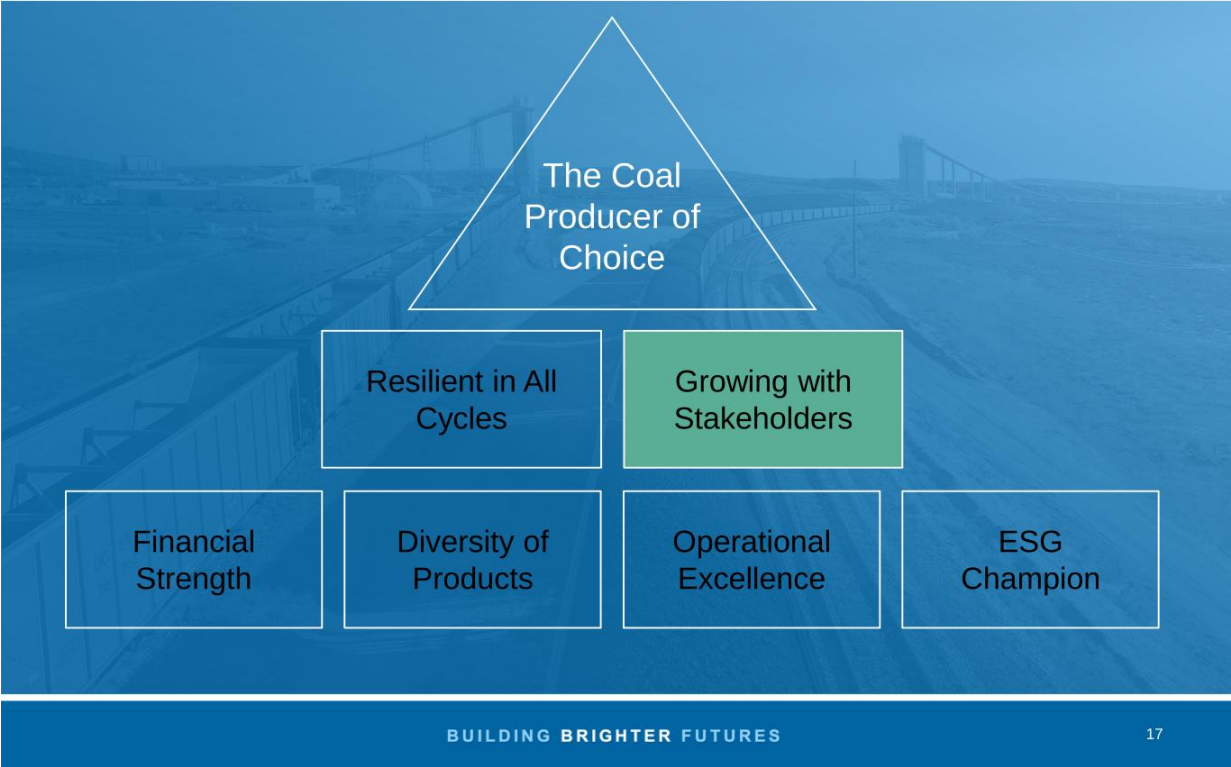 The Coal
Producer of
Choice
Resilient in All
Cycles
Growing with
Stakeholders
Financial
Strength
Diversity of
Products
Operational
Excellence
ESG
Champion
BUILDING BRIGHTER FUTURES
17